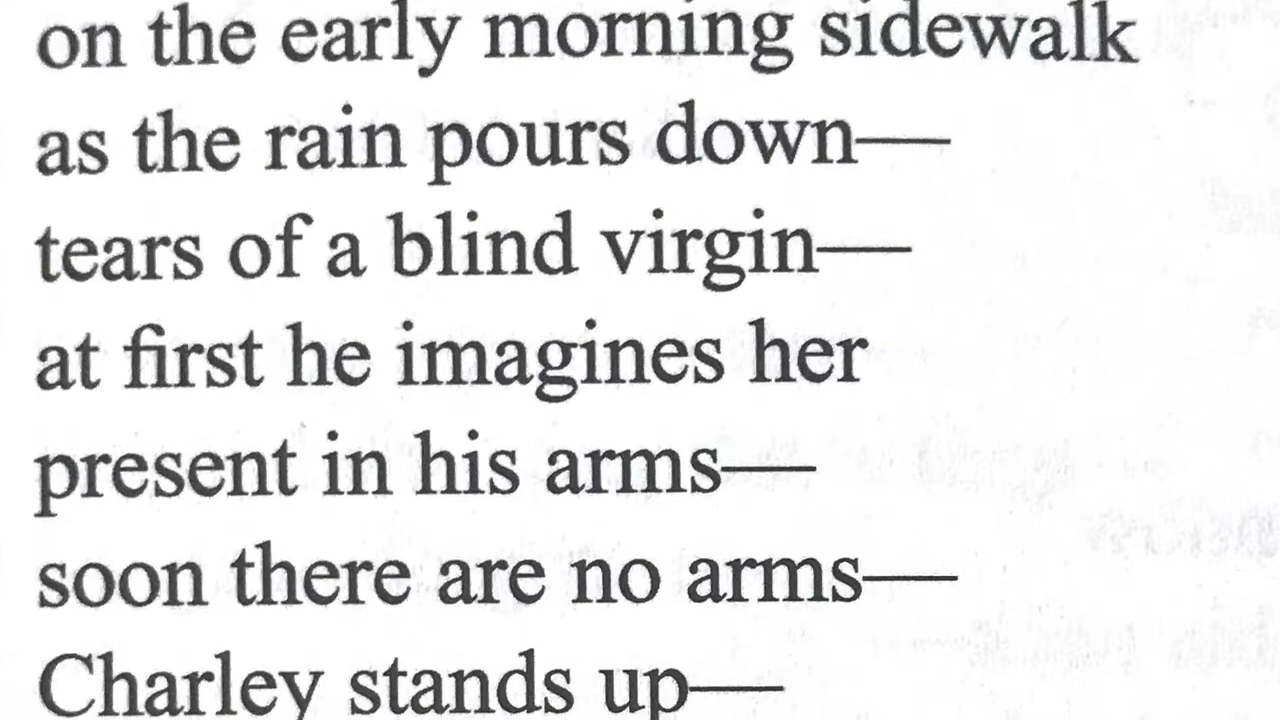 on the early morning sidewalk
as the rain pours down—
tears of a blind virgin—
at first he imagines her
present in his arms—
soon there are no arms—
Charley stands up—